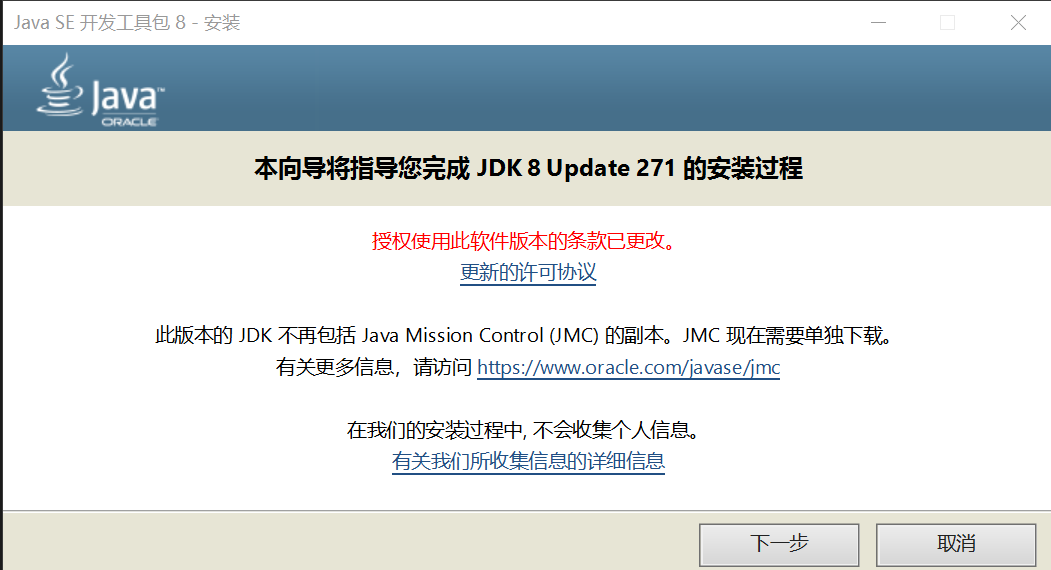 Java SE 开发工具包 8 - 安装
Java™
ORACLE
本向导将指导您完成 JDK 8 Update 271 的安装过程
授权使用此软件版本的条款已更改。
更新的许可协议
此版本的 JDK 不再包括 Java Mission Control (JMC) 的副本。JMC 现在需要单独下载。
有关更多信息，请访问 https://www.oracle.com/javase/jmc
在我们的安装过程中, 不会收集个人信息。
有关我们所收集信息的详细信息
下一步
取消